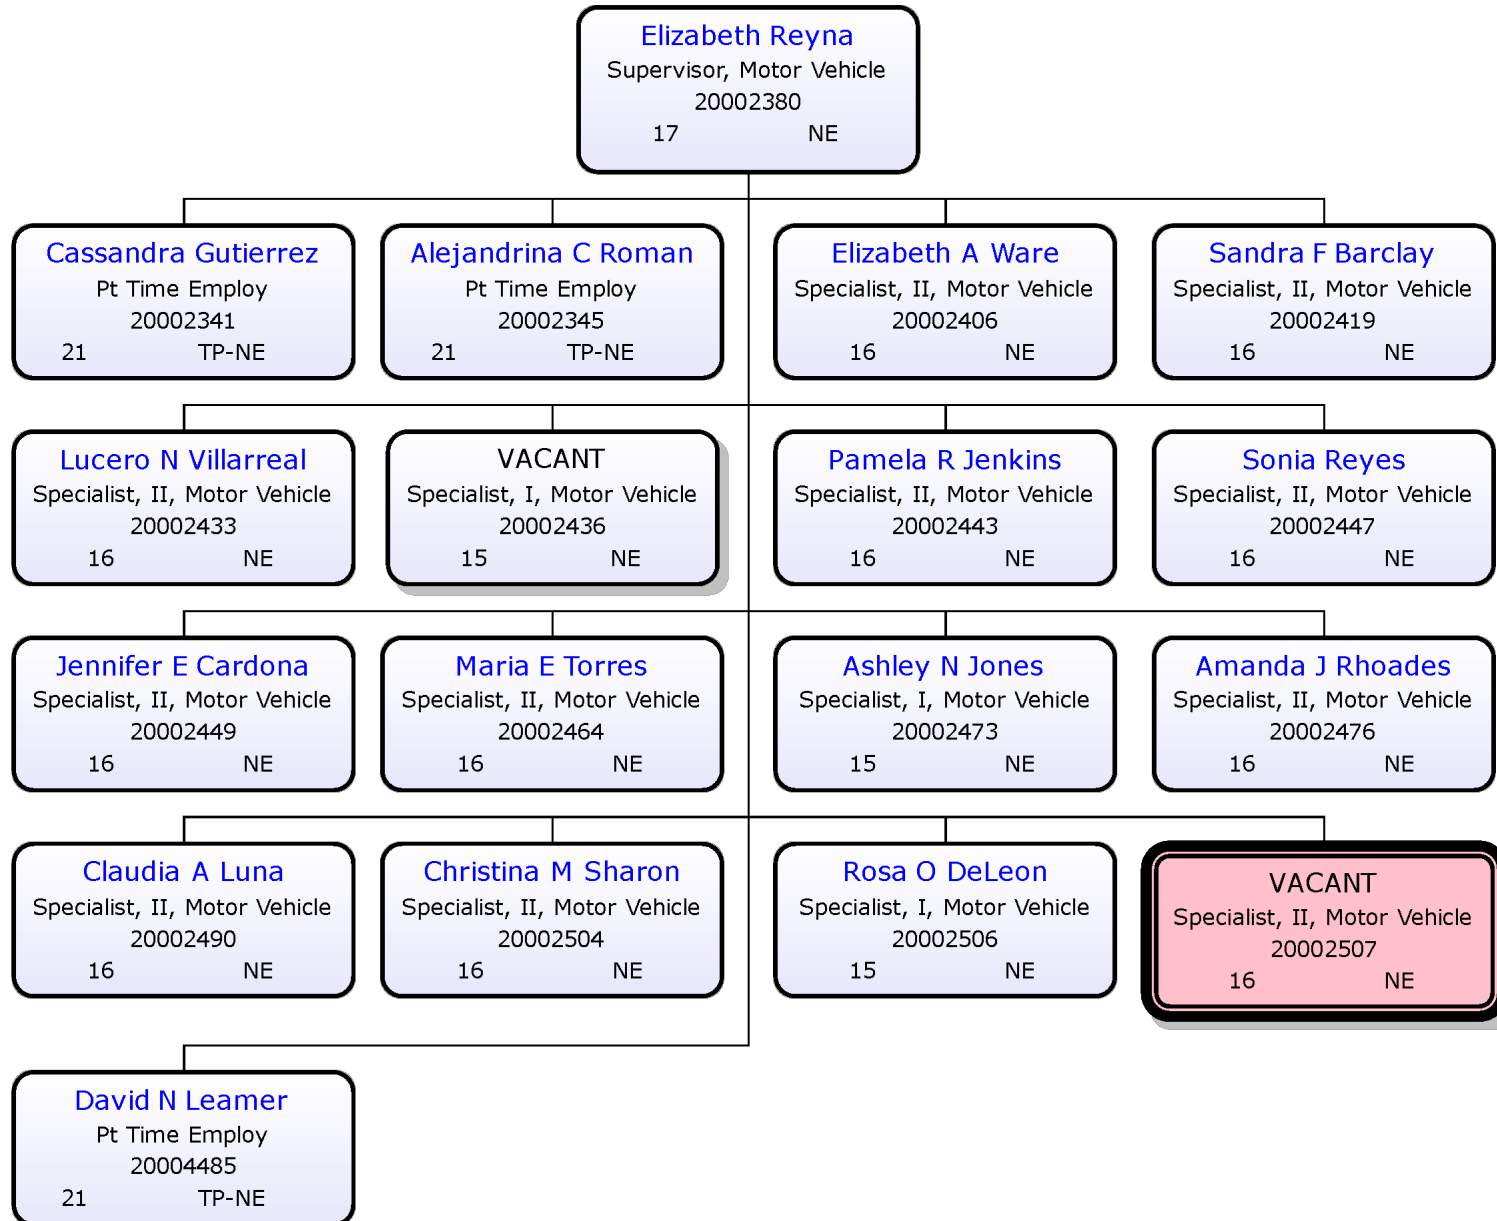 Elizabeth Reyna
Supervisor, Motor Vehicle
20002380
17 NE
Cassandra Gutierrez
Pt Time Employ
20002341
21 TP-NE
Alejandrina C Roman
Pt Time Employ
20002345
21 TP-NE
Elizabeth A Ware
Specialist, II, Motor Vehicle
20002406
16 NE
Sandra F Barclay
Specialist, II, Motor Vehicle
20002419
16 NE
Lucero N Villarreal
Specialist, II, Motor Vehicle
20002433
16 NE
VACANT
Specialist, I, Motor Vehicle
20002436
15 NE
Pamela R Jenkins
Specialist, II, Motor Vehicle
20002443
16 NE
Sonia Reyes
Specialist, II, Motor Vehicle
20002447
16 NE
Jennifer E Cardona
Specialist, II, Motor Vehicle
20002449
16 NE
Maria E Torres
Specialist, II, Motor Vehicle
20002464
16 NE
Ashley N Jones
Specialist, I, Motor Vehicle
20002473
15 NE
Amanda J Rhoades
Specialist, II, Motor Vehicle
20002476
16 NE
Claudia A Luna
Specialist, II, Motor Vehicle
20002490
16 NE
Christina M Sharon
Specialist, II, Motor Vehicle
20002504
16 NE
Rosa O DeLeon
Specialist, I, Motor Vehicle
20002506
15 NE
VACANT
Specialist, II, Motor Vehicle
20002507
16 NE
David N Leamer
Pt Time Employ
20004485
21 TP-NE